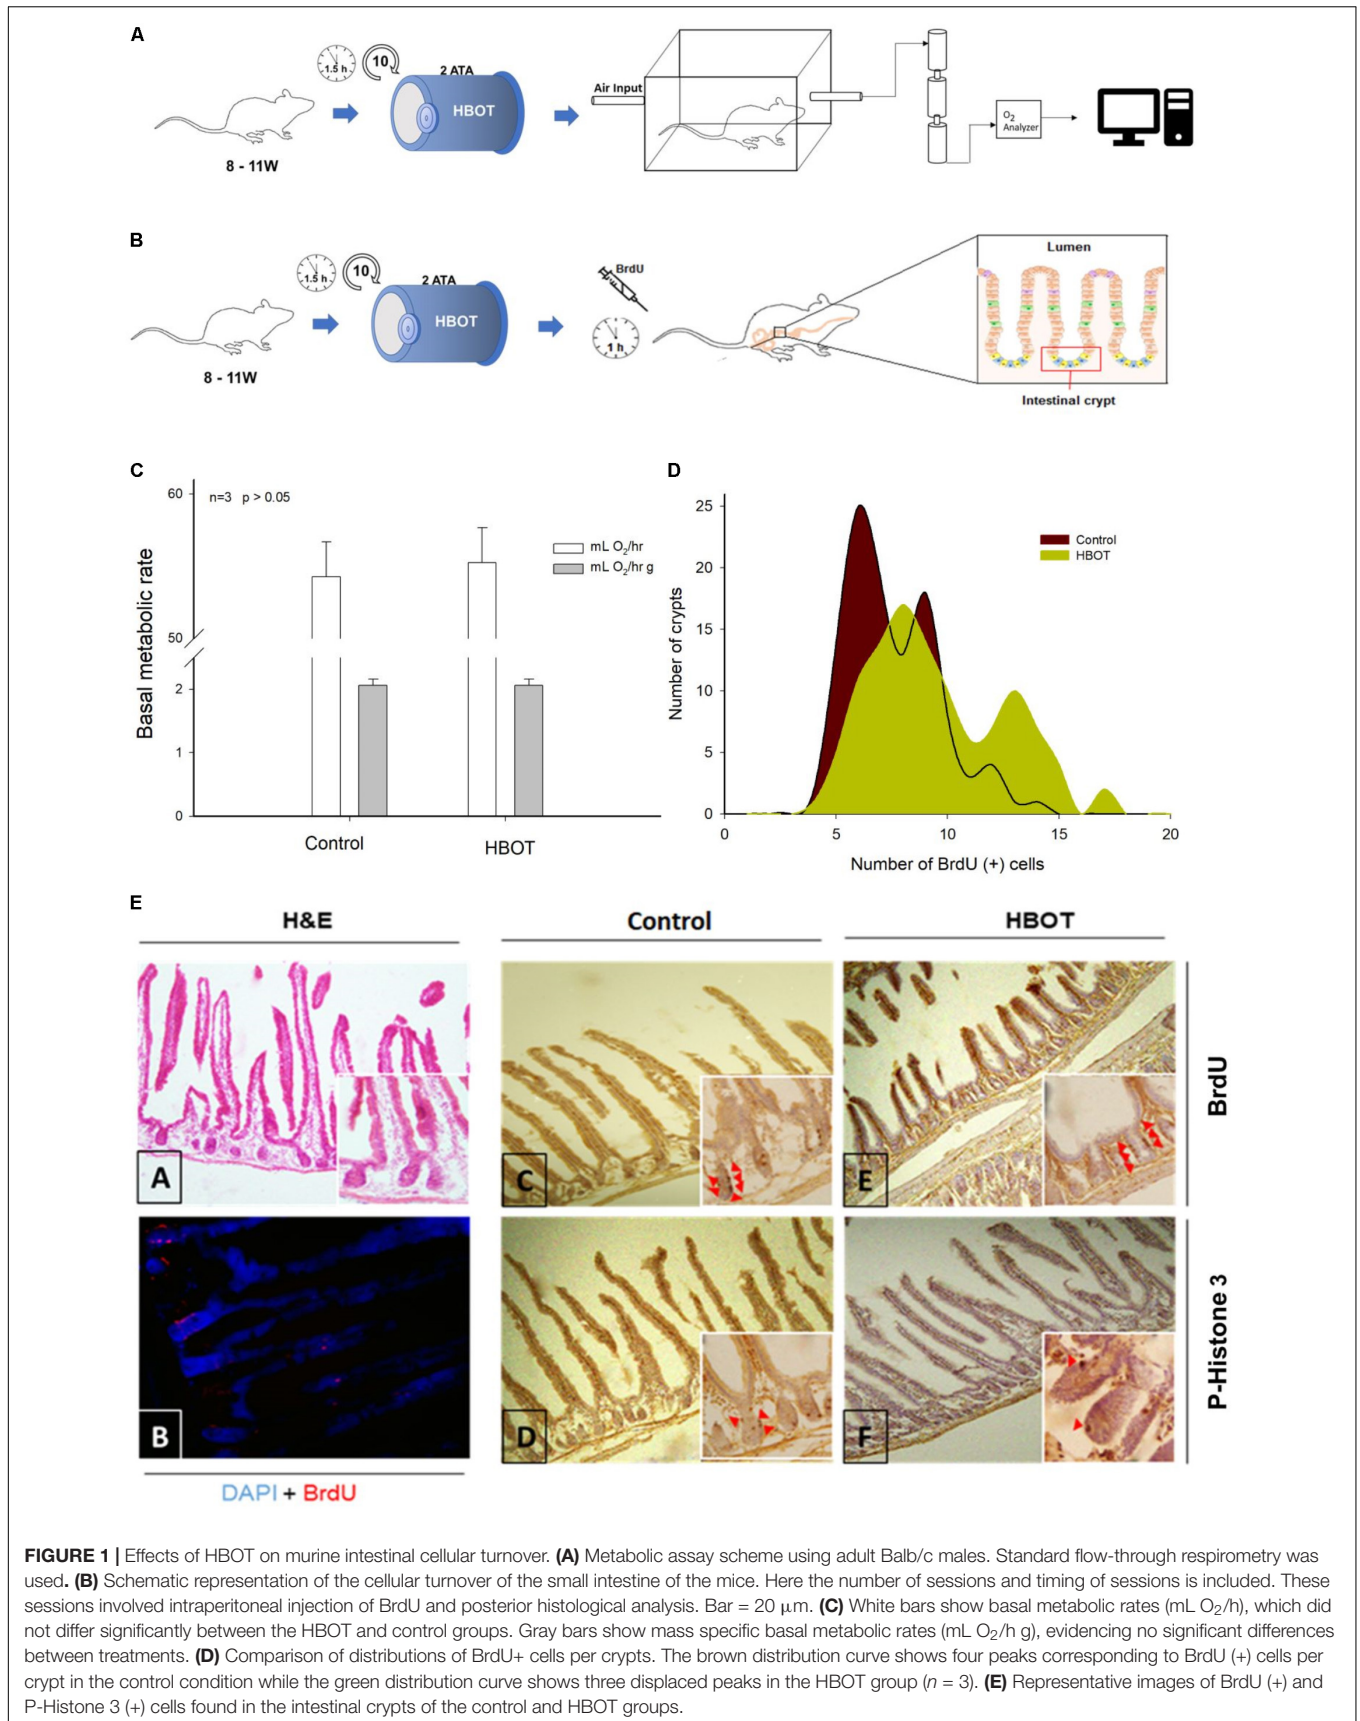 A
1.5 h
10
2 ATA
HBOT
8 - 11W
Air Input
O2
Analyzer
B
1.5 h
10
2 ATA
HBOT
8 - 11W
BrdU
1 h
Lumen
Intestinal crypt
C
60
50
2
1
0
n=3 p > 0.05
Basal metabolic rate
mL O2/hr
mL O2/hr g
Control
HBOT
D
25
20
15
10
5
0
Number of crypts
Control
HBOT
0 5 10 15 20
Number of BrdU (+) cells
E
H&E
Control
HBOT
A
C
E
BrdU
B
D
F
P-Histone 3
DAPI + BrdU
FIGURE 1 | Effects of HBOT on murine intestinal cellular turnover. (A) Metabolic assay scheme using adult Balb/c males. Standard flow-through respirometry was
used. (B) Schematic representation of the cellular turnover of the small intestine of the mice. Here the number of sessions and timing of sessions is included. These
sessions involved intraperitoneal injection of BrdU and posterior histological analysis. Bar = 20 μm. (C) White bars show basal metabolic rates (mL O2/h), which did
not differ significantly between the HBOT and control groups. Gray bars show mass specific basal metabolic rates (mL O2/h g), evidencing no significant differences
between treatments. (D) Comparison of distributions of BrdU+ cells per crypts. The brown distribution curve shows four peaks corresponding to BrdU (+) cells per
crypt in the control condition while the green distribution curve shows three displaced peaks in the HBOT group (n = 3). (E) Representative images of BrdU (+) and
P-Histone 3 (+) cells found in the intestinal crypts of the control and HBOT groups.